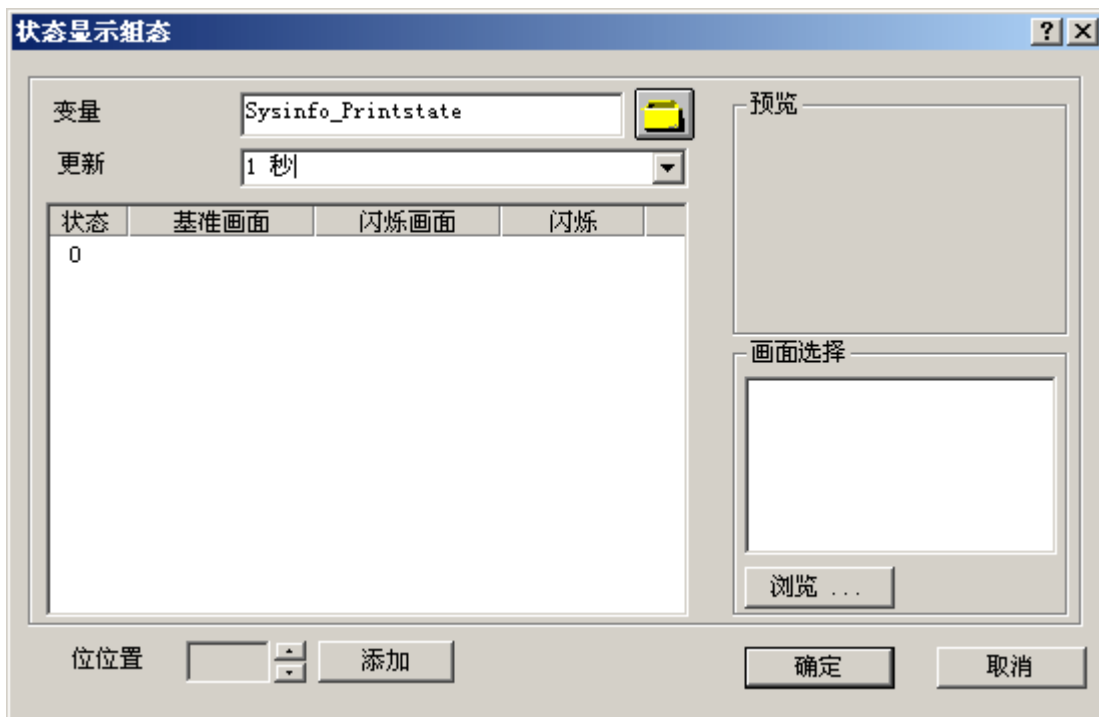 状态显示组态
变量
Sysinfo_Printstate
更新
1 秒
状态 基准画面 闪烁画面 闪烁
0
预览
画面选择
浏览 ...
位位置
添加
确定
取消